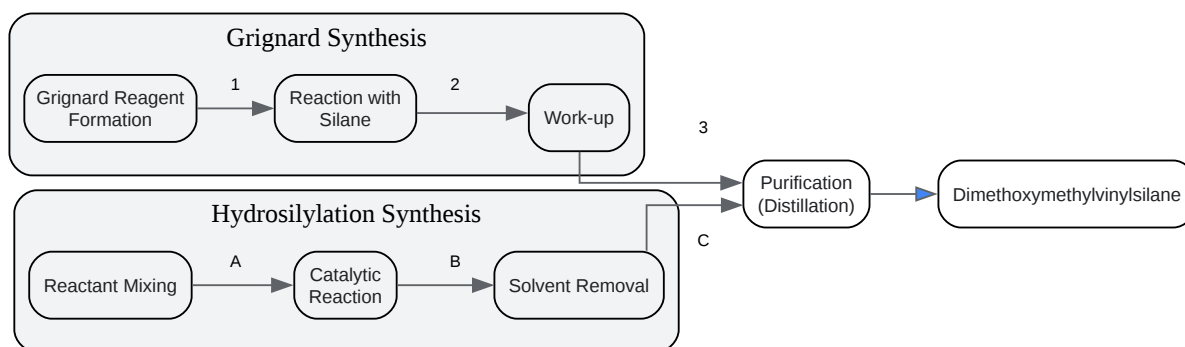 Grignard Synthesis
Grignard Reagent
Formation
1
Reaction with
Silane
2
Work-up
3
Hydrosilylation Synthesis
Reactant Mixing
A
Catalytic
Reaction
B
Solvent Removal
C
Purification
(Distillation)
Dimethoxymethylvinylsilane